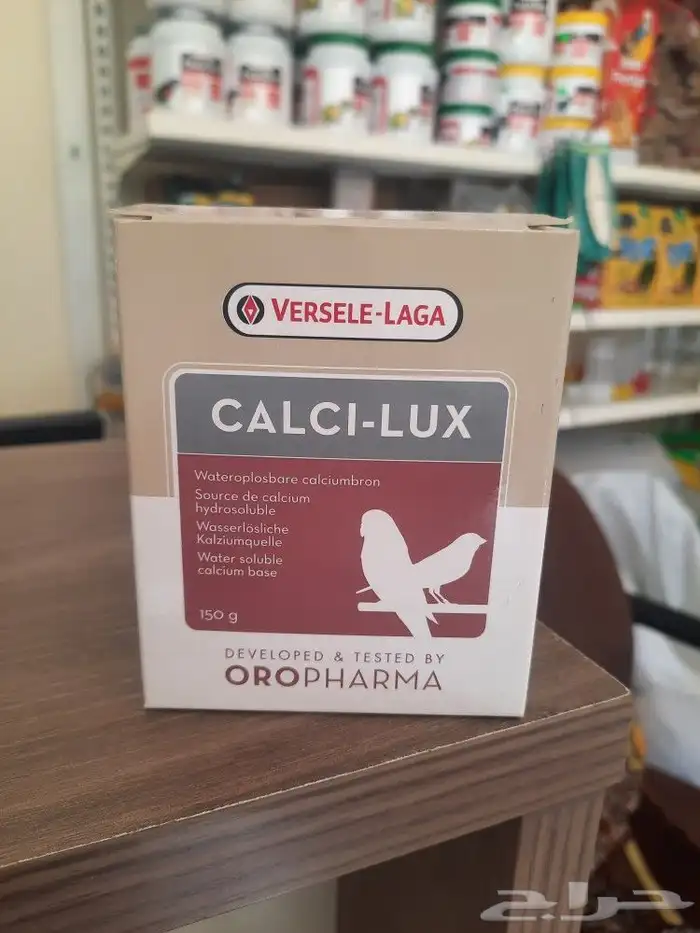 VERSELE-LAGA
CALCI-LUX
Wateroplosbare calciumbron
Source de calcium
hydrosoluble
Wasserlösliche
Kalziumquelle
Water soluble
calcium base
150 g
DEVELOPED & TESTED BY
OROPHARMA
حراج